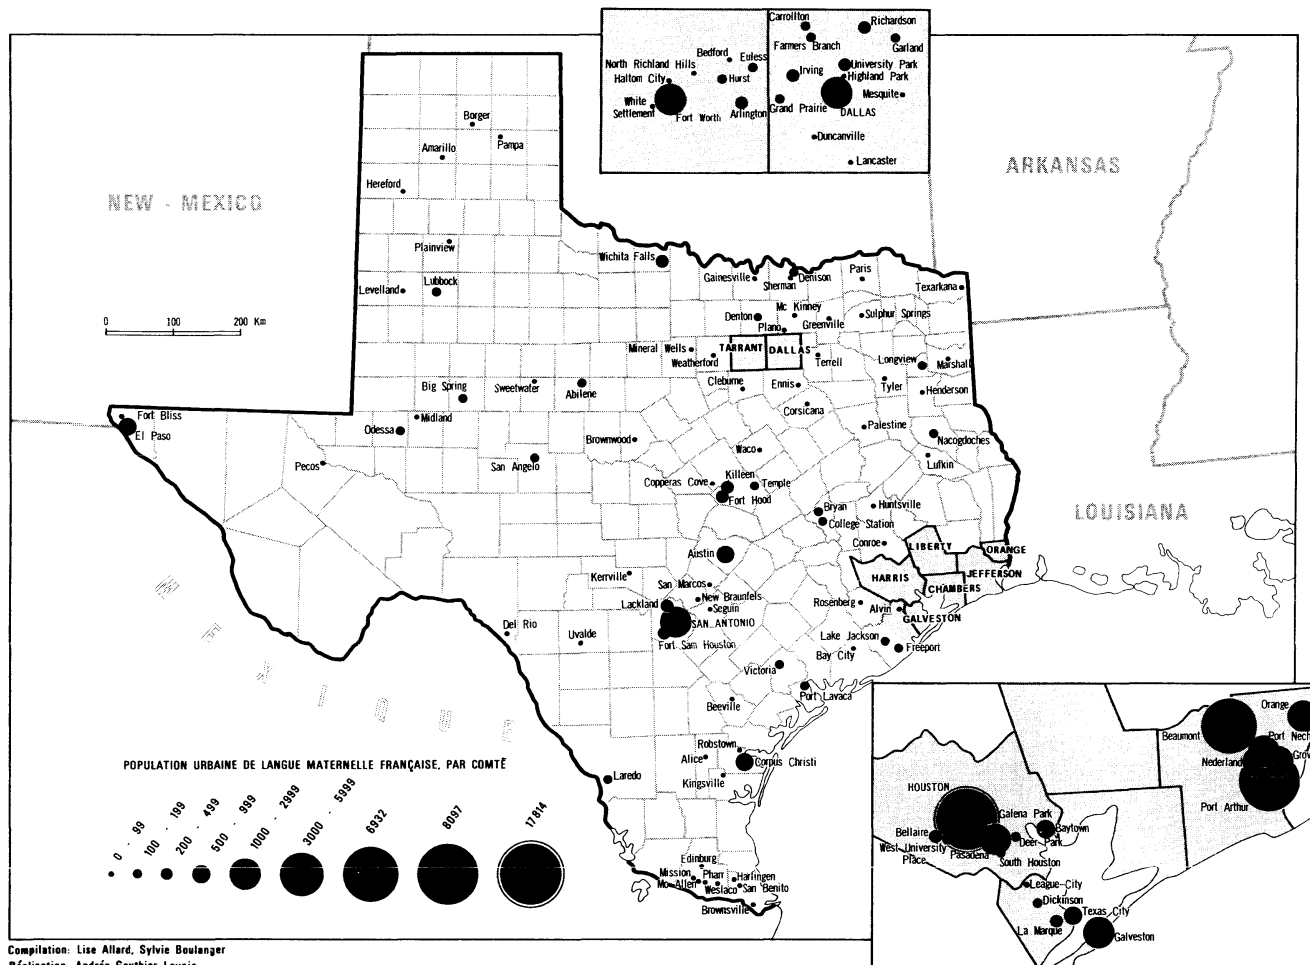 Carrollton
Richardson
Farmers Branch
Garland
Bedford
Euless
North Richland Hills
University Park
Haltom City
Hurst
Irving
Highland Park
White
Settlement
Mesquite
Fort Worth
Arlington
Grand Prairie
DALLAS
Duncanville
Lancaster
ARKANSAS
NEW - MEXICO
Borger
Pampa
Amarillo
Hereford
Plainview
Wichita Falls
Levelland
Lubbock
Gainesville
Sherman
Denison
Paris
Texarkana
0 100 200 Km
Denton
Mc Kinney
Plano
Greenville
Sulphur Springs
Mineral Wells
Weatherford
TARRANT
DALLAS
Terrell
Longview
Marshall
Big Spring
Sweetwater
Abilene
Cleburne
Ennis
Tyler
Henderson
Corsicana
Fort Bliss
El Paso
Midland
Odessa
Brownwood
Palestine
Nacogdoches
Pecos
San Angelo
Waco
Lufkin
Copperas Cove
Killeen
Temple
Fort Hood
Bryan
College Station
Huntsville
LOUISIANA
Austin
Conroe
LIBERTY
ORANGE
HARRIS
JEFFERSON
CHAMBERS
Kerrville
San Marcos
New Braunfels
Seguin
Lackland
SAN ANTONIO
Fort Sam Houston
Rosenberg
Alvin
GALVESTON
Del Rio
Uvalde
Lake Jackson
Freeport
Bay City
Victoria
Port Lavaca
Beeville
MEXIQUE
Robstown
Alice
Corpus Christi
Kingsville
Laredo
Edinburg
Mission
Mc Allen
Pharr
Weslaco
Harlingen
San Benito
Brownsville
Orange
Beaumont
Port Nech
Nederland
Grov
Port Arthur
HOUSTON
Galena Park
Baytown
Bellaire
Deer Park
West University
Place
Pasadena
South Houston
League-City
Dickinson
Texas City
La Marque
Galveston
POPULATION URBAINE DE LANGUE MATERNELLE FRANÇAISE, PAR COMTÉ
0 - 99
100 - 199
200 - 499
500 - 999
1000 - 2999
3000 - 5999
6932
8097
17814
Compilation: Lise Allard, Sylvie Boulanger